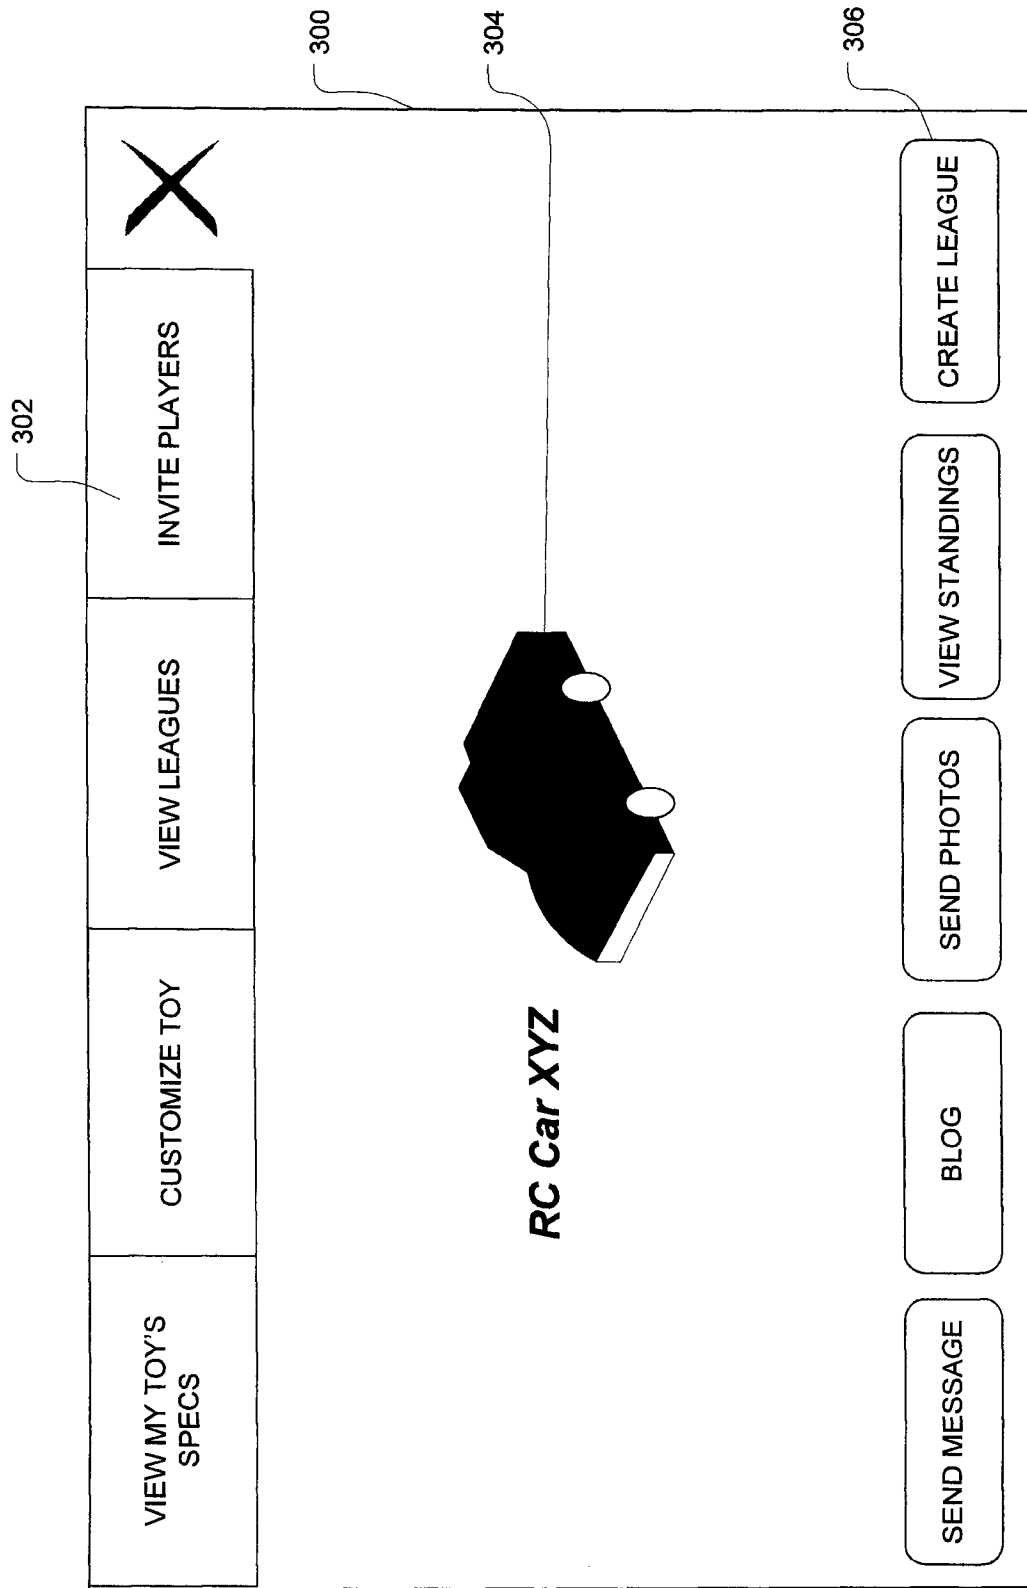 VIEW MY TOY'S
SPECS
CUSTOMIZE TOY
VIEW LEAGUES
INVITE PLAYERS
302
300
RC Car XYZ
304
SEND MESSAGE
BLOG
SEND PHOTOS
VIEW STANDINGS
CREATE LEAGUE
306